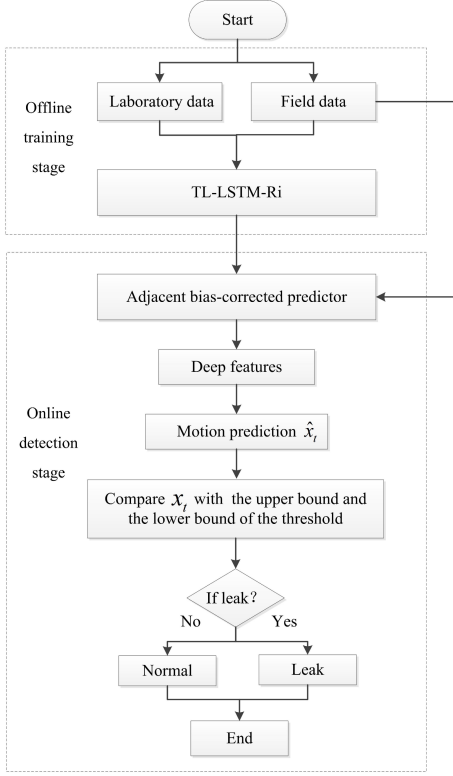 Start
Laboratory data
Field data
Offline
training
stage
TL-LSTM-Ri
Adjacent bias-corrected predictor
Deep features
Motion prediction x̂ₜ
Online
detection
stage
Compare xₜ with the upper bound and
the lower bound of the threshold
If leak?
No
Yes
Normal
Leak
End